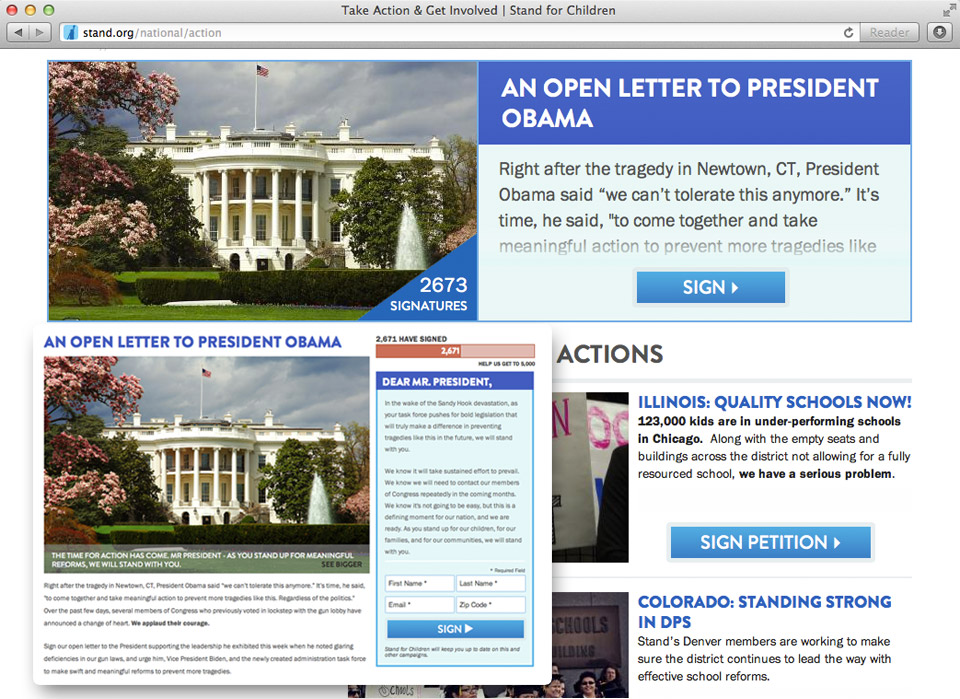 Take Action & Get Involved | Stand for Children
stand.org/national/action
Reader
AN OPEN LETTER TO PRESIDENT
OBAMA
Right after the tragedy in Newtown, CT, President
Obama said “we can’t tolerate this anymore.” It’s
time, he said, "to come together and take
meaningful action to prevent more tragedies like
2673
SIGNATURES
SIGN
AN OPEN LETTER TO PRESIDENT OBAMA
THE TIME FOR ACTION HAS COME. MR PRESIDENT - AS YOU STAND UP FOR MEANINGFUL
REFORMS, WE WILL STAND WITH YOU.
SEE BIGGER
Right after the tragedy in Newtown, CT, President Obama said “we can’t tolerate this anymore.” It’s time, he said,
"to come together and take meaningful action to prevent more tragedies like this. Regardless of the politics."
Over the past few days, several members of Congress who previously voted in lockstep with the gun lobby have
announced a change of heart. We applaud their courage.
Sign our open letter to the President supporting the leadership he exhibited this week when he noted glaring
deficiencies in our gun laws, and urge him, Vice President Biden, and the newly created administration task force
to make swift and meaningful reforms to prevent more tragedies.
2,671 HAVE SIGNED
2,671
HELP US GET TO 5,000
DEAR MR. PRESIDENT,
In the wake of the Sandy Hook devastation, as
your task force pushes for bold legislation that
will truly make a difference in preventing
tragedies like this in the future, we will stand
with you.
We know it will take sustained effort to prevail.
We know we will need to contact our members
of Congress repeatedly in the coming months.
We know it’s not going to be easy, but this is a
defining moment for our nation, and we are
ready. As you stand up for our children, for our
families, and for our communities, we will stand
with you.
* Required Field
First Name *
Last Name *
Email *
Zip Code *
SIGN
Stand for Children will keep you up to date on this and
other campaigns.
ACTIONS
ILLINOIS: QUALITY SCHOOLS NOW!
123,000 kids are in under-performing schools
in Chicago. Along with the empty seats and
buildings across the district not allowing for a fully
resourced school, we have a serious problem.
SIGN PETITION
COLORADO: STANDING STRONG
IN DPS
Stand’s Denver members are working to make
sure the district continues to lead the way with
effective school reforms.
SCHOOLS
BUILDING
Schools